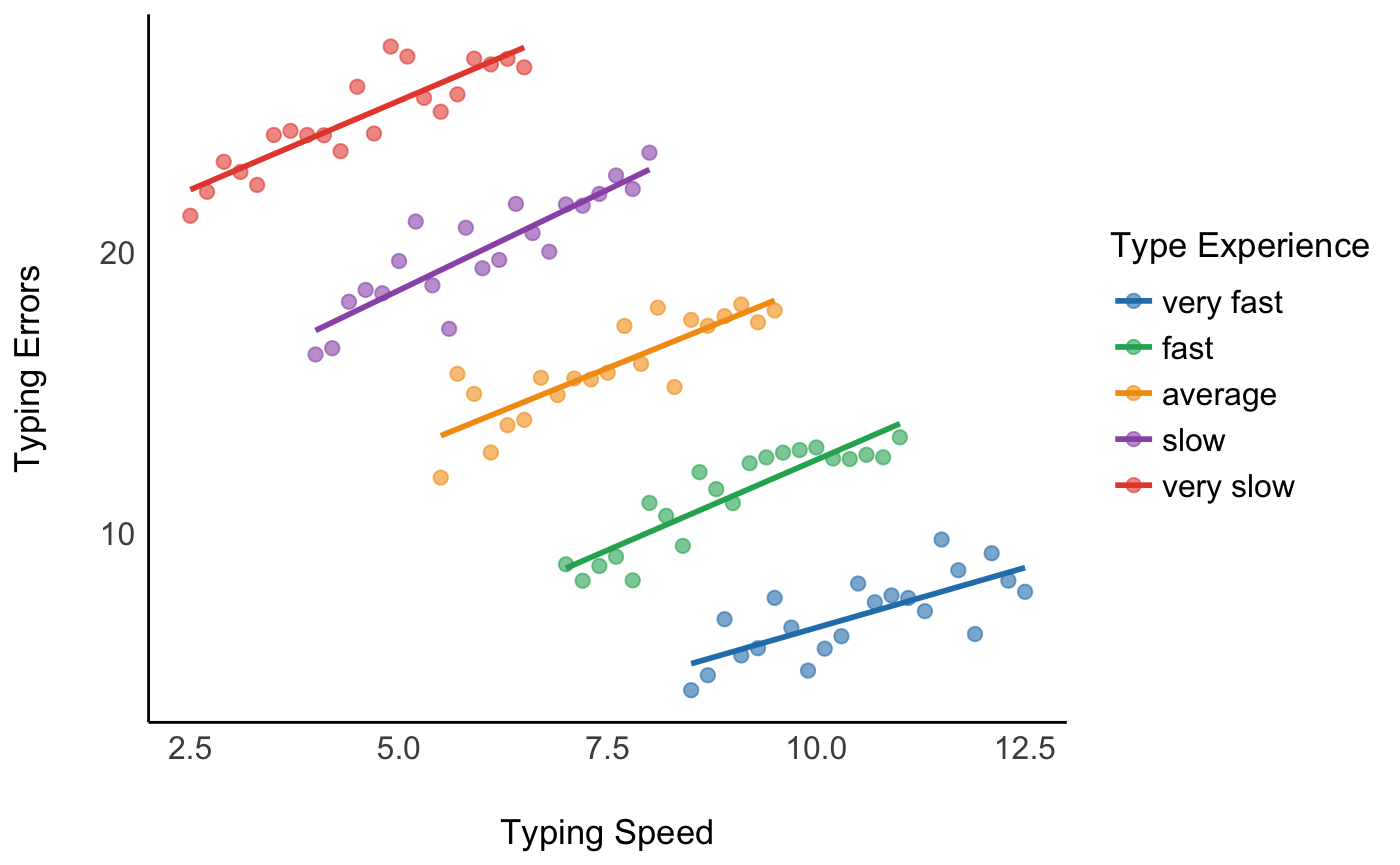 Typing Errors
20
10
2.5 5.0 7.5 10.0 12.5
Typing Speed
Type Experience
very fast
fast
average
slow
very slow